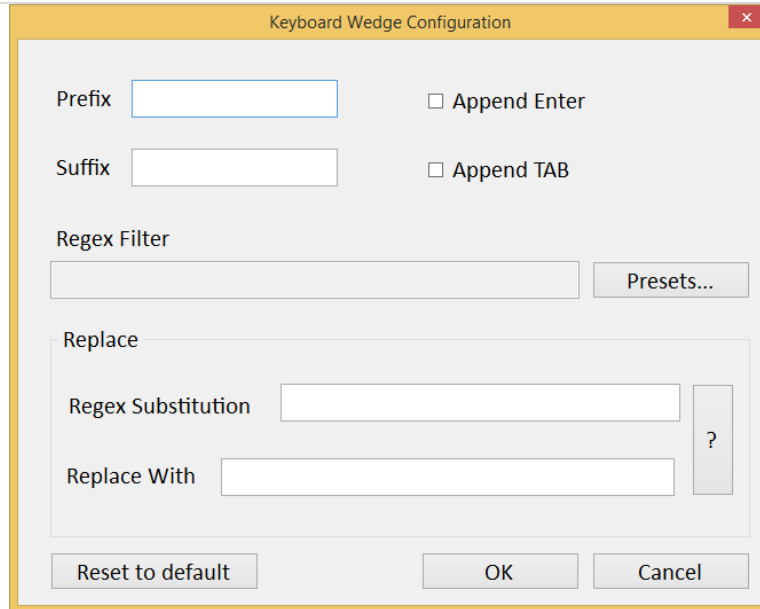 Keyboard Wedge Configuration
Prefix
Append Enter
Suffix
Append TAB
Regex Filter
Presets...
Replace
Regex Substitution
?
Replace With
Reset to default
OK
Cancel